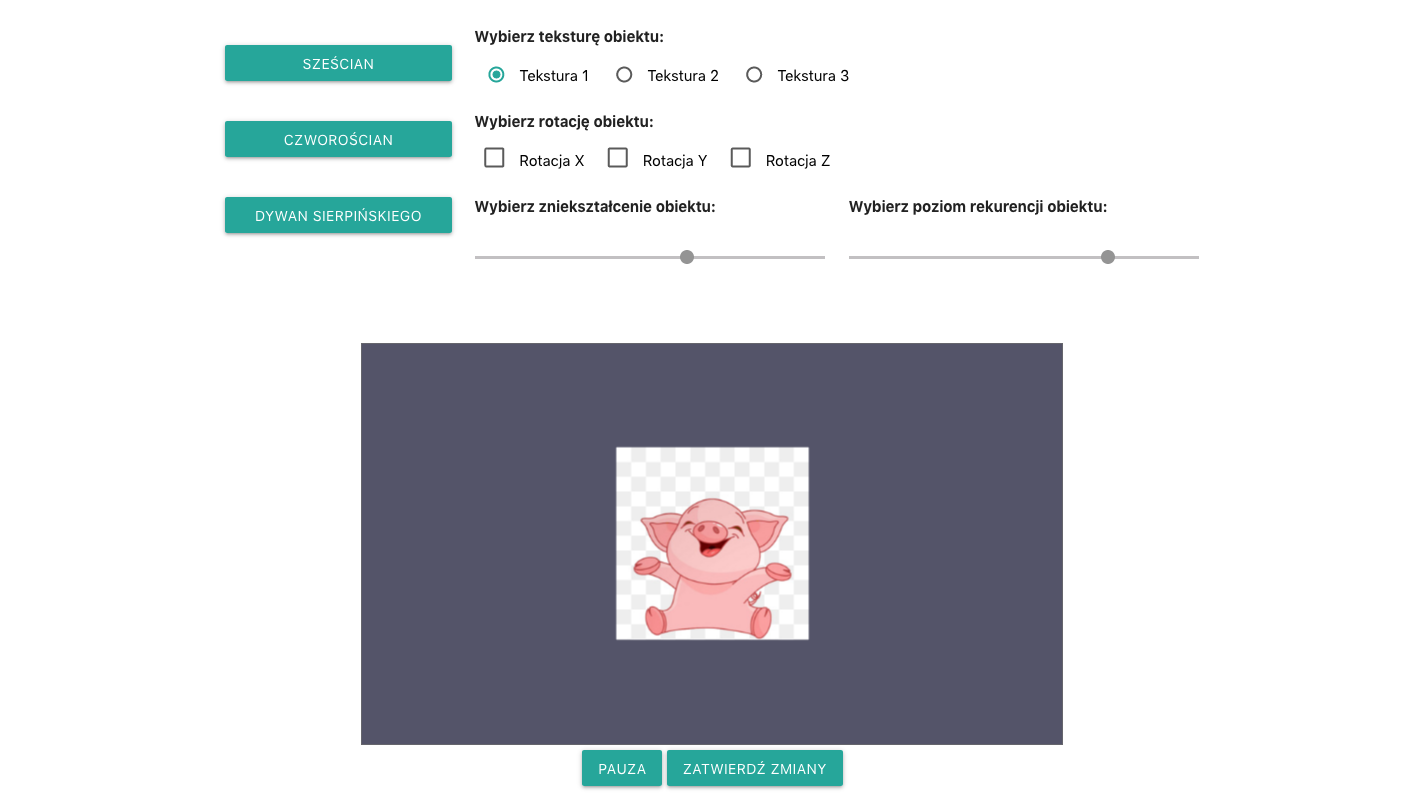 SZEŚCIAN
CZWOROŚCIAN
DYWAN SIERPIŃSKIEGO
Wybierz teksturę obiektu:
Tekstura 1 Tekstura 2 Tekstura 3
Wybierz rotację obiektu:
Rotacja X Rotacja Y Rotacja Z
Wybierz zniekształcenie obiektu:
Wybierz poziom rekurencji obiektu:
PAUZA
ZATWIERDŹ ZMIANY